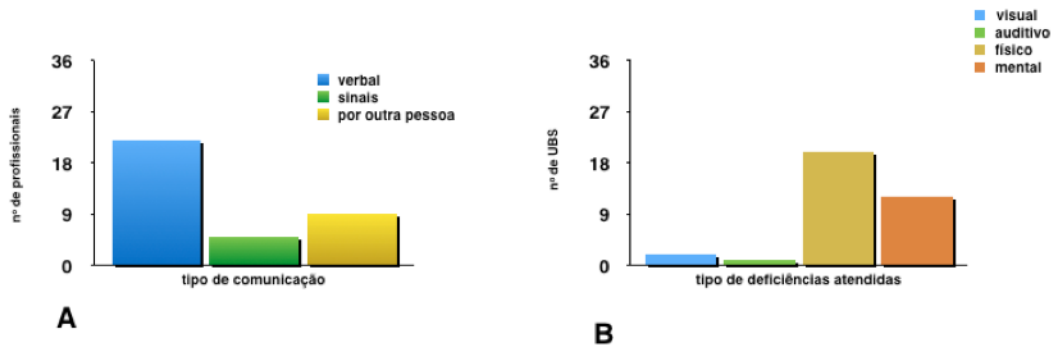 36
27
18
9
0
nº de profissionais
verbal
sinais
por outra pessoa
tipo de comunicação
A
visual
auditivo
físico
mental
36
27
18
9
0
nº de UBS
tipo de deficiências atendidas
B